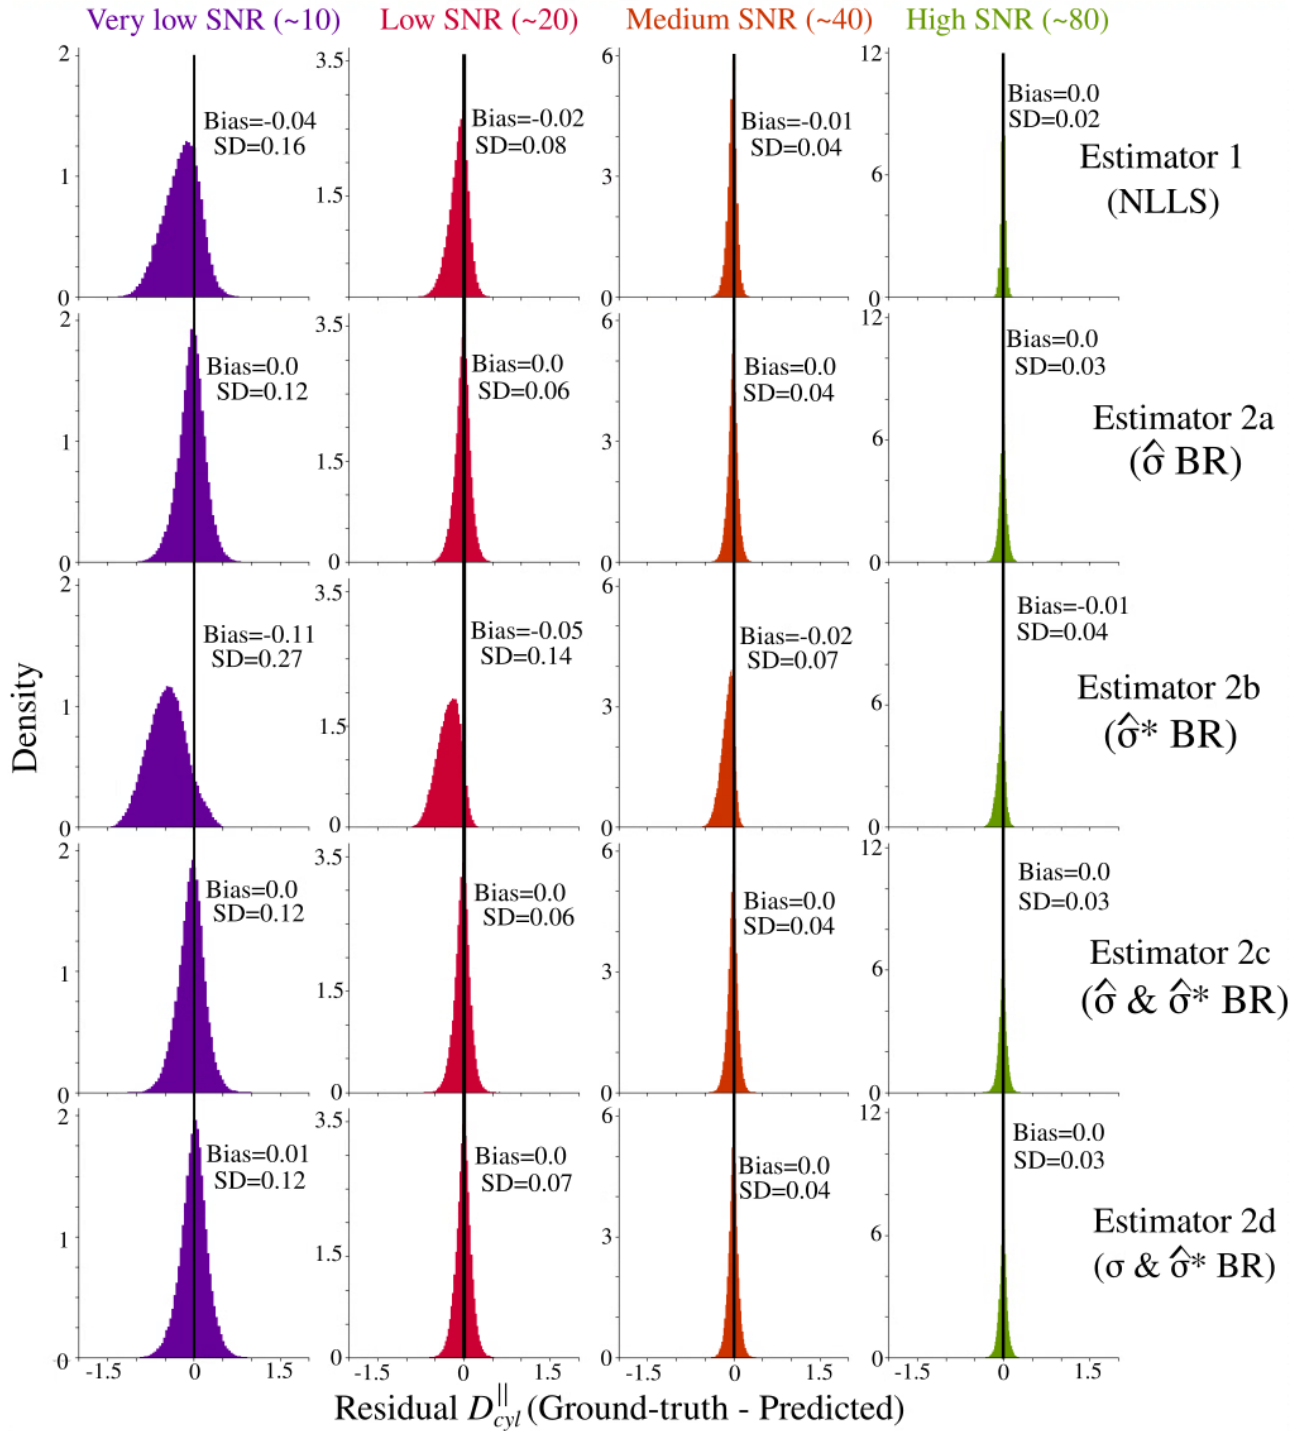 Very low SNR (~10) Low SNR (~20) Medium SNR (~40) High SNR (~80)
2 3.5 6 12
Bias=-0.04 Bias=-0.02 Bias=-0.01 Bias=0.0
SD=0.16 SD=0.08 SD=0.04 SD=0.02
Estimator 1
(NLLS)
1 1.5 3 6
0 0 0
2 3.5 6 12
Bias=0.0 Bias=0.0 Bias=0.0 Bias=0.0
SD=0.12 SD=0.06 SD=0.04 SD=0.03
Estimator 2a
(σ̂ BR)
1 1.5 3 6
0 0 0 0
2 3.5 6
Bias=-0.11 Bias=-0.05 Bias=-0.02 Bias=-0.01
SD=0.27 SD=0.14 SD=0.07 SD=0.04
Estimator 2b
(σ̂* BR)
1 1.5 3 6
0 0 0 0
Density
2 3.5 6 12
Bias=0.0 Bias=0.0 Bias=0.0 Bias=0.0
SD=0.12 SD=0.06 SD=0.04 SD=0.03
Estimator 2c
(σ̂ & σ̂* BR)
1 1.5 3 6
0 0 0 0
2 3.5 6 12
Bias=0.01 Bias=0.0 Bias=0.0 Bias=0.0
SD=0.12 SD=0.07 SD=0.04 SD=0.03
Estimator 2d
(σ & σ̂* BR)
1 1.5 3 6
0 0 0 0
-1.5 0 1.5 -1.5 0 1.5 -1.5 0 1.5 -1.5 0 1.5
Residual D_cyl^|| (Ground-truth - Predicted)